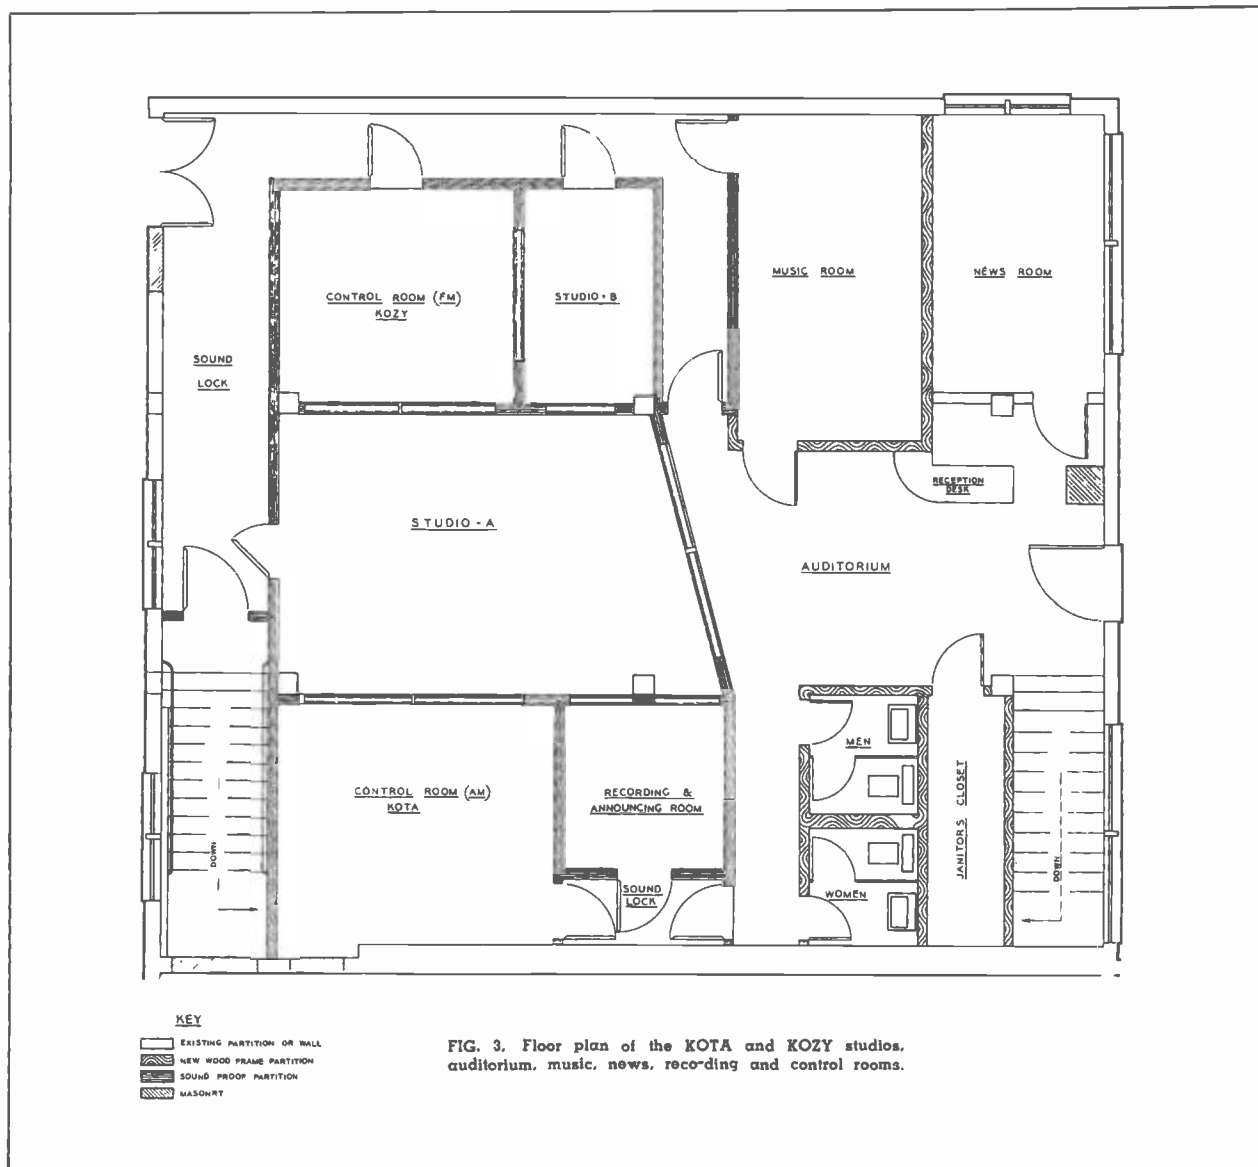 MUSIC ROOM
NEWS ROOM
CONTROL ROOM (FM)
KOZY
STUDIO-B
SOUND
LOCK
RECEPTION
DESK
STUDIO-A
AUDITORIUM
MEN
CONTROL ROOM (AM)
KOTA
RECORDING &
ANNOUNCING ROOM
JANITORS CLOSET
DOWN
DOWN
SOUND
LOCK
WOMEN
KEY
EXISTING PARTITION OR WALL
NEW WOOD FRAME PARTITION
SOUND PROOF PARTITION
MASONRY
FIG. 3. Floor plan of the KOTA and KOZY studios,
auditorium, music, news, reco-ding and control rooms.